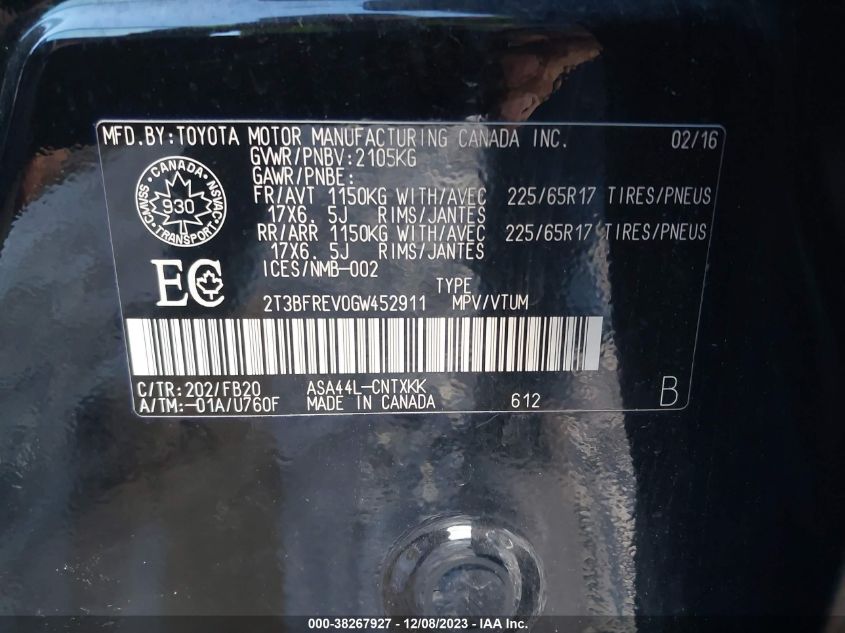 MFD.BY:TOYOTA MOTOR MANUFACTURING CANADA INC. 02/16
GVWR/PNBV:2105KG
GAWR/PNBE:
FR/AVT 1150KG WITH/AVEC 225/65R17 TIRES/PNEUS
17X6. 5J RIMS/JANTES
RR/ARR 1150KG WITH/AVEC 225/65R17 TIRES/PNEUS
17X6. 5J RIMS/JANTES
ICES/NMB-002
CANADA
CMVSS 930 NSVAC
TRANSPORT
EC
TYPE
2T3BFREV0GW452911 MPV/VTUM
C/TR:202/FB20 ASA44L-CNTXKK
A/TM:-01A/U760F MADE IN CANADA 612 B
000-38267927 - 12/08/2023 - IAA Inc.